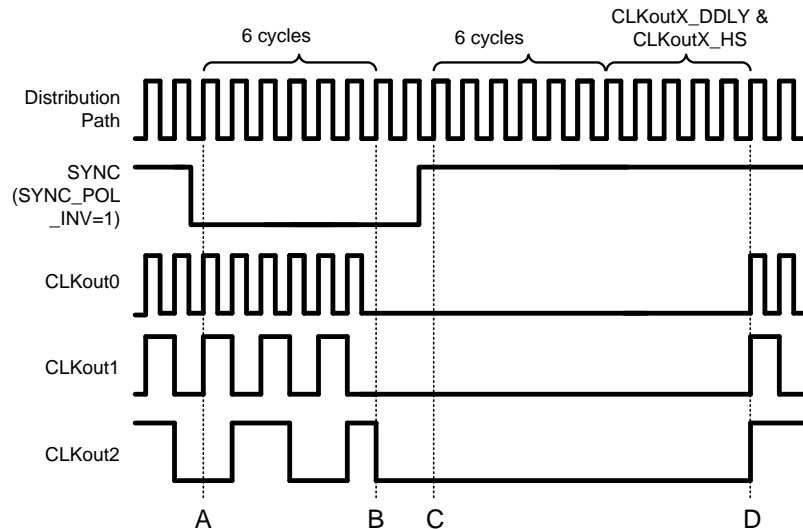 CLKoutX_DDLY &
CLKoutX_HS
6 cycles
6 cycles
Distribution
Path
SYNC
(SYNC_POL
_INV=1)
CLKout0
CLKout1
CLKout2
A
B
C
D